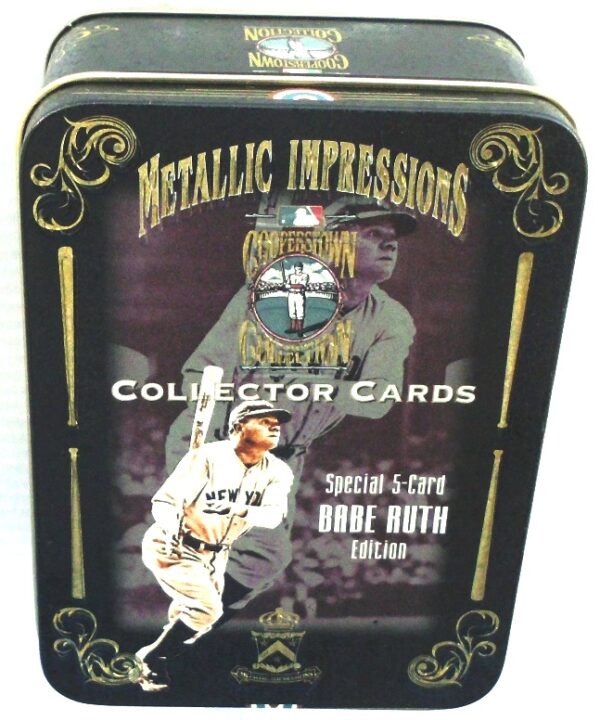 COOPERSTOWN
COLLECTION
METALLIC IMPRESSIONS
COOPERSTOWN
COLLECTION
COLLECTOR CARDS
Special 5-Card
BABE RUTH
Edition
NEW YO